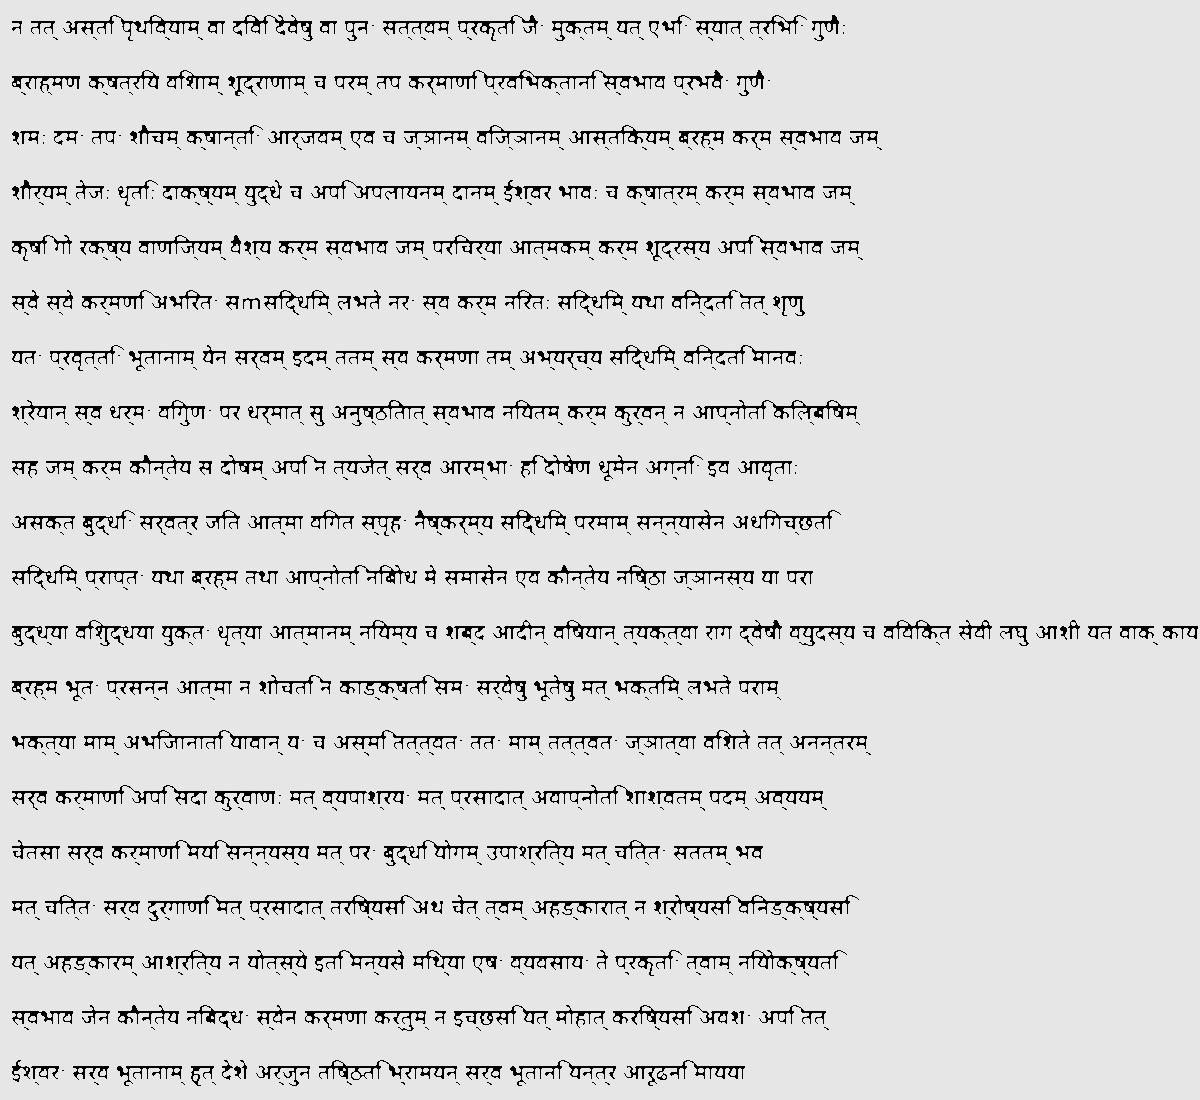 न तत् अस्ति पृथिव्याम् वा दिवि देवेषु वा पुनः सत्त्वम् प्रकृति जैः मुक्तम् यत् एभिः स्यात् त्रिभिः गुणैः
ब्राह्मण क्षत्रिय विशाम् शूद्राणाम् च परम् तप कर्माणि प्रविभक्तानि स्वभाव प्रभवैः गुणैः
शमः दमः तपः शौचम् क्षान्तिः आर्जवम् एव च ज्ञानम् विज्ञानम् आस्तिक्यम् ब्रह्म कर्म स्वभाव जम्
शौर्यम् तेजः धृतिः दाक्ष्यम् युद्धे च अपि अपलायनम् दानम् ईश्वर भावः च क्षात्रम् कर्म स्वभाव जम्
कृषि गो रक्ष्य वाणिज्यम् वैश्य कर्म स्वभाव जम् परिचर्या आत्मकम् कर्म शूद्रस्य अपि स्वभाव जम्
स्वे स्वे कर्मणि अभिरतः सmसिद्धिम् लभते नरः स्व कर्म निरतः सिद्धिम् यथा विन्दति तत् शृणु
यतः प्रवृत्तिः भूतानाम् येन सर्वम् इदम् ततम् स्व कर्मणा तम् अभ्यर्च्य सिद्धिम् विन्दति मानवः
श्रेयान् स्व धर्मः विगुणः पर धर्मात् सु अनुष्ठितात् स्वभाव नियतम् कर्म कुर्वन् न आप्नोति किल्बिषम्
सह जम् कर्म कौन्तेय स दोषम् अपि न त्यजेत् सर्व आरम्भाः हि दोषेण धूमेन अग्निः इव आवृताः
असक्त बुद्धिः सर्वत्र जित आत्मा विगत स्पृहः नैष्कर्म्य सिद्धिम् परमाम् सन्न्यासेन अधिगच्छति
सिद्धिम् प्राप्तः यथा ब्रह्म तथा आप्नोति निबोध मे समासेन एव कौन्तेय निष्ठा ज्ञानस्य या परा
बुद्ध्या विशुद्धया युक्तः धृत्या आत्मानम् नियम्य च शब्द आदीन् विषयान् त्यक्त्वा राग द्वेषौ व्युदस्य च विविक्त सेवी लघु आशी यत वाक् काय
ब्रह्म भूतः प्रसन्न आत्मा न शोचति न काङ्क्षति समः सर्वेषु भूतेषु मत् भक्तिम् लभते पराम्
भक्त्या माम् अभिजानाति यावान् यः च अस्मि तत्त्वतः ततः माम् तत्त्वतः ज्ञात्वा विशते तत् अनन्तरम्
सर्व कर्माणि अपि सदा कुर्वाणः मत् व्यपाश्रयः मत् प्रसादात् अवाप्नोति शाश्वतम् पदम् अव्ययम्
चेतसा सर्व कर्माणि मयि सन्न्यस्य मत् परः बुद्धि योगम् उपाश्रित्य मत् चित्तः सततम् भव
मत् चित्तः सर्व दुर्गाणि मत् प्रसादात् तरिष्यसि अथ चेत् त्वम् अहङ्कारात् न श्रोष्यसि विनङ्क्ष्यसि
यत् अहङ्कारम् आश्रित्य न योत्स्ये इति मन्यसे मिथ्या एषः व्यवसायः ते प्रकृतिः त्वाम् नियोक्ष्यति
स्वभाव जेन कौन्तेय निबद्धः स्वेन कर्मणा कर्तुम् न इच्छसि यत् मोहात् करिष्यसि अवशः अपि तत्
ईश्वरः सर्व भूतानाम् हृत् देशे अर्जुन तिष्ठति भ्रामयन् सर्व भूतानि यन्त्र आरूढनि मायया